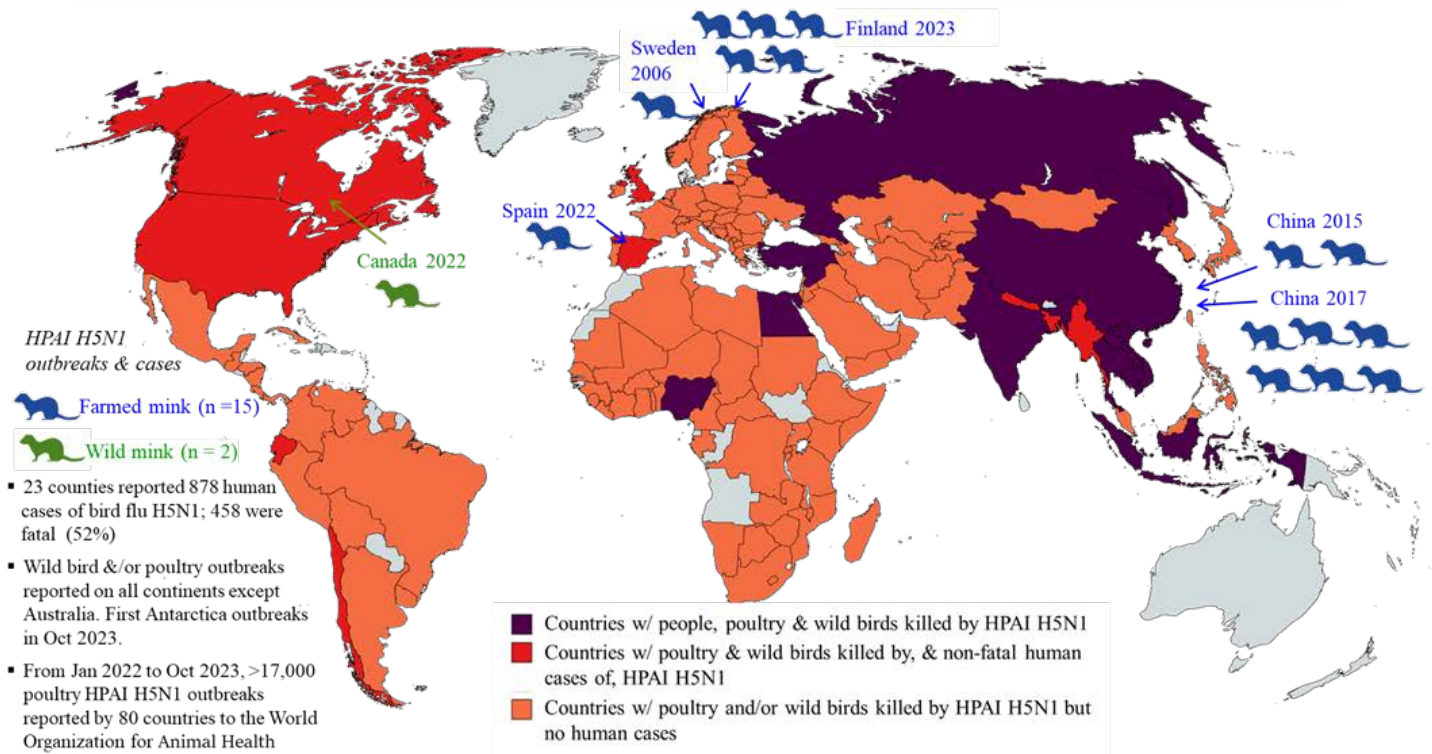 Finland 2023
Sweden
2006
Spain 2022
Canada 2022
China 2015
China 2017
HPAI H5N1
outbreaks & cases
Farmed mink (n =15)
Wild mink (n = 2)
▪ 23 counties reported 878 human
cases of bird flu H5N1; 458 were
fatal (52%)
▪ Wild bird &/or poultry outbreaks
reported on all continents except
Australia. First Antarctica outbreaks
in Oct 2023.
▪ From Jan 2022 to Oct 2023, >17,000
poultry HPAI H5N1 outbreaks
reported by 80 countries to the World
Organization for Animal Health
Countries w/ people, poultry & wild birds killed by HPAI H5N1
Countries w/ poultry & wild birds killed by, & non-fatal human
cases of, HPAI H5N1
Countries w/ poultry and/or wild birds killed by HPAI H5N1 but
no human cases